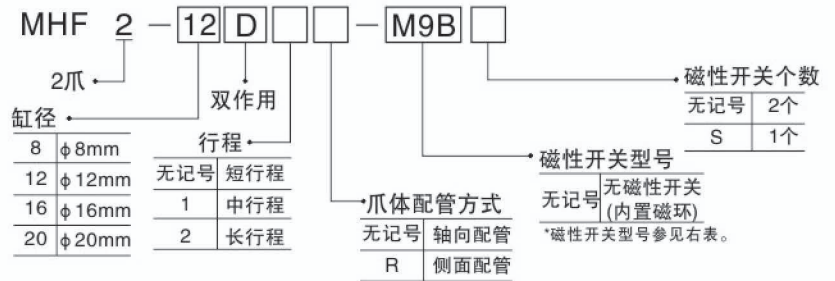 MHF 2 - 12 D □ □ - M9B □
2爪
双作用
缸径
8 ϕ8mm
12 ϕ12mm
16 ϕ16mm
20 ϕ20mm
行程
无记号 短行程
1 中行程
2 长行程
爪体配管方式
无记号 轴向配管
R 侧面配管
磁性开关型号
无记号 无磁性开关
(内置磁环)
*磁性开关型号参见右表。
磁性开关个数
无记号 2个
S 1个